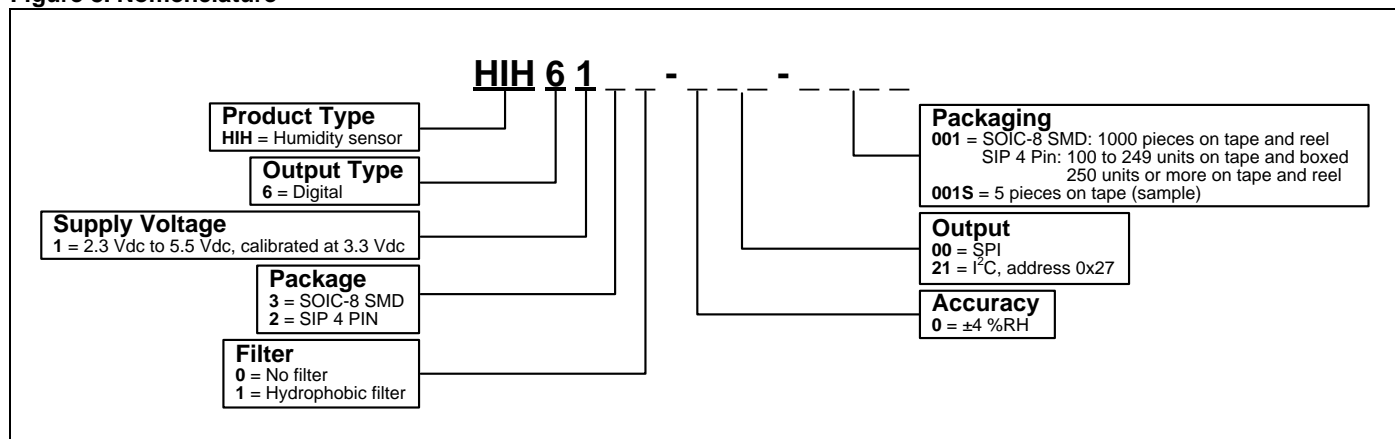 HIH 6 1 _ _ - _ _ _ - _ _ _ _
Product Type
HIH = Humidity sensor
Output Type
6 = Digital
Supply Voltage
1 = 2.3 Vdc to 5.5 Vdc, calibrated at 3.3 Vdc
Package
3 = SOIC-8 SMD
2 = SIP 4 PIN
Filter
0 = No filter
1 = Hydrophobic filter
Packaging
001 = SOIC-8 SMD: 1000 pieces on tape and reel
SIP 4 Pin: 100 to 249 units on tape and boxed
250 units or more on tape and reel
001S = 5 pieces on tape (sample)
Output
00 = SPI
21 = I²C, address 0x27
Accuracy
0 = ±4 %RH